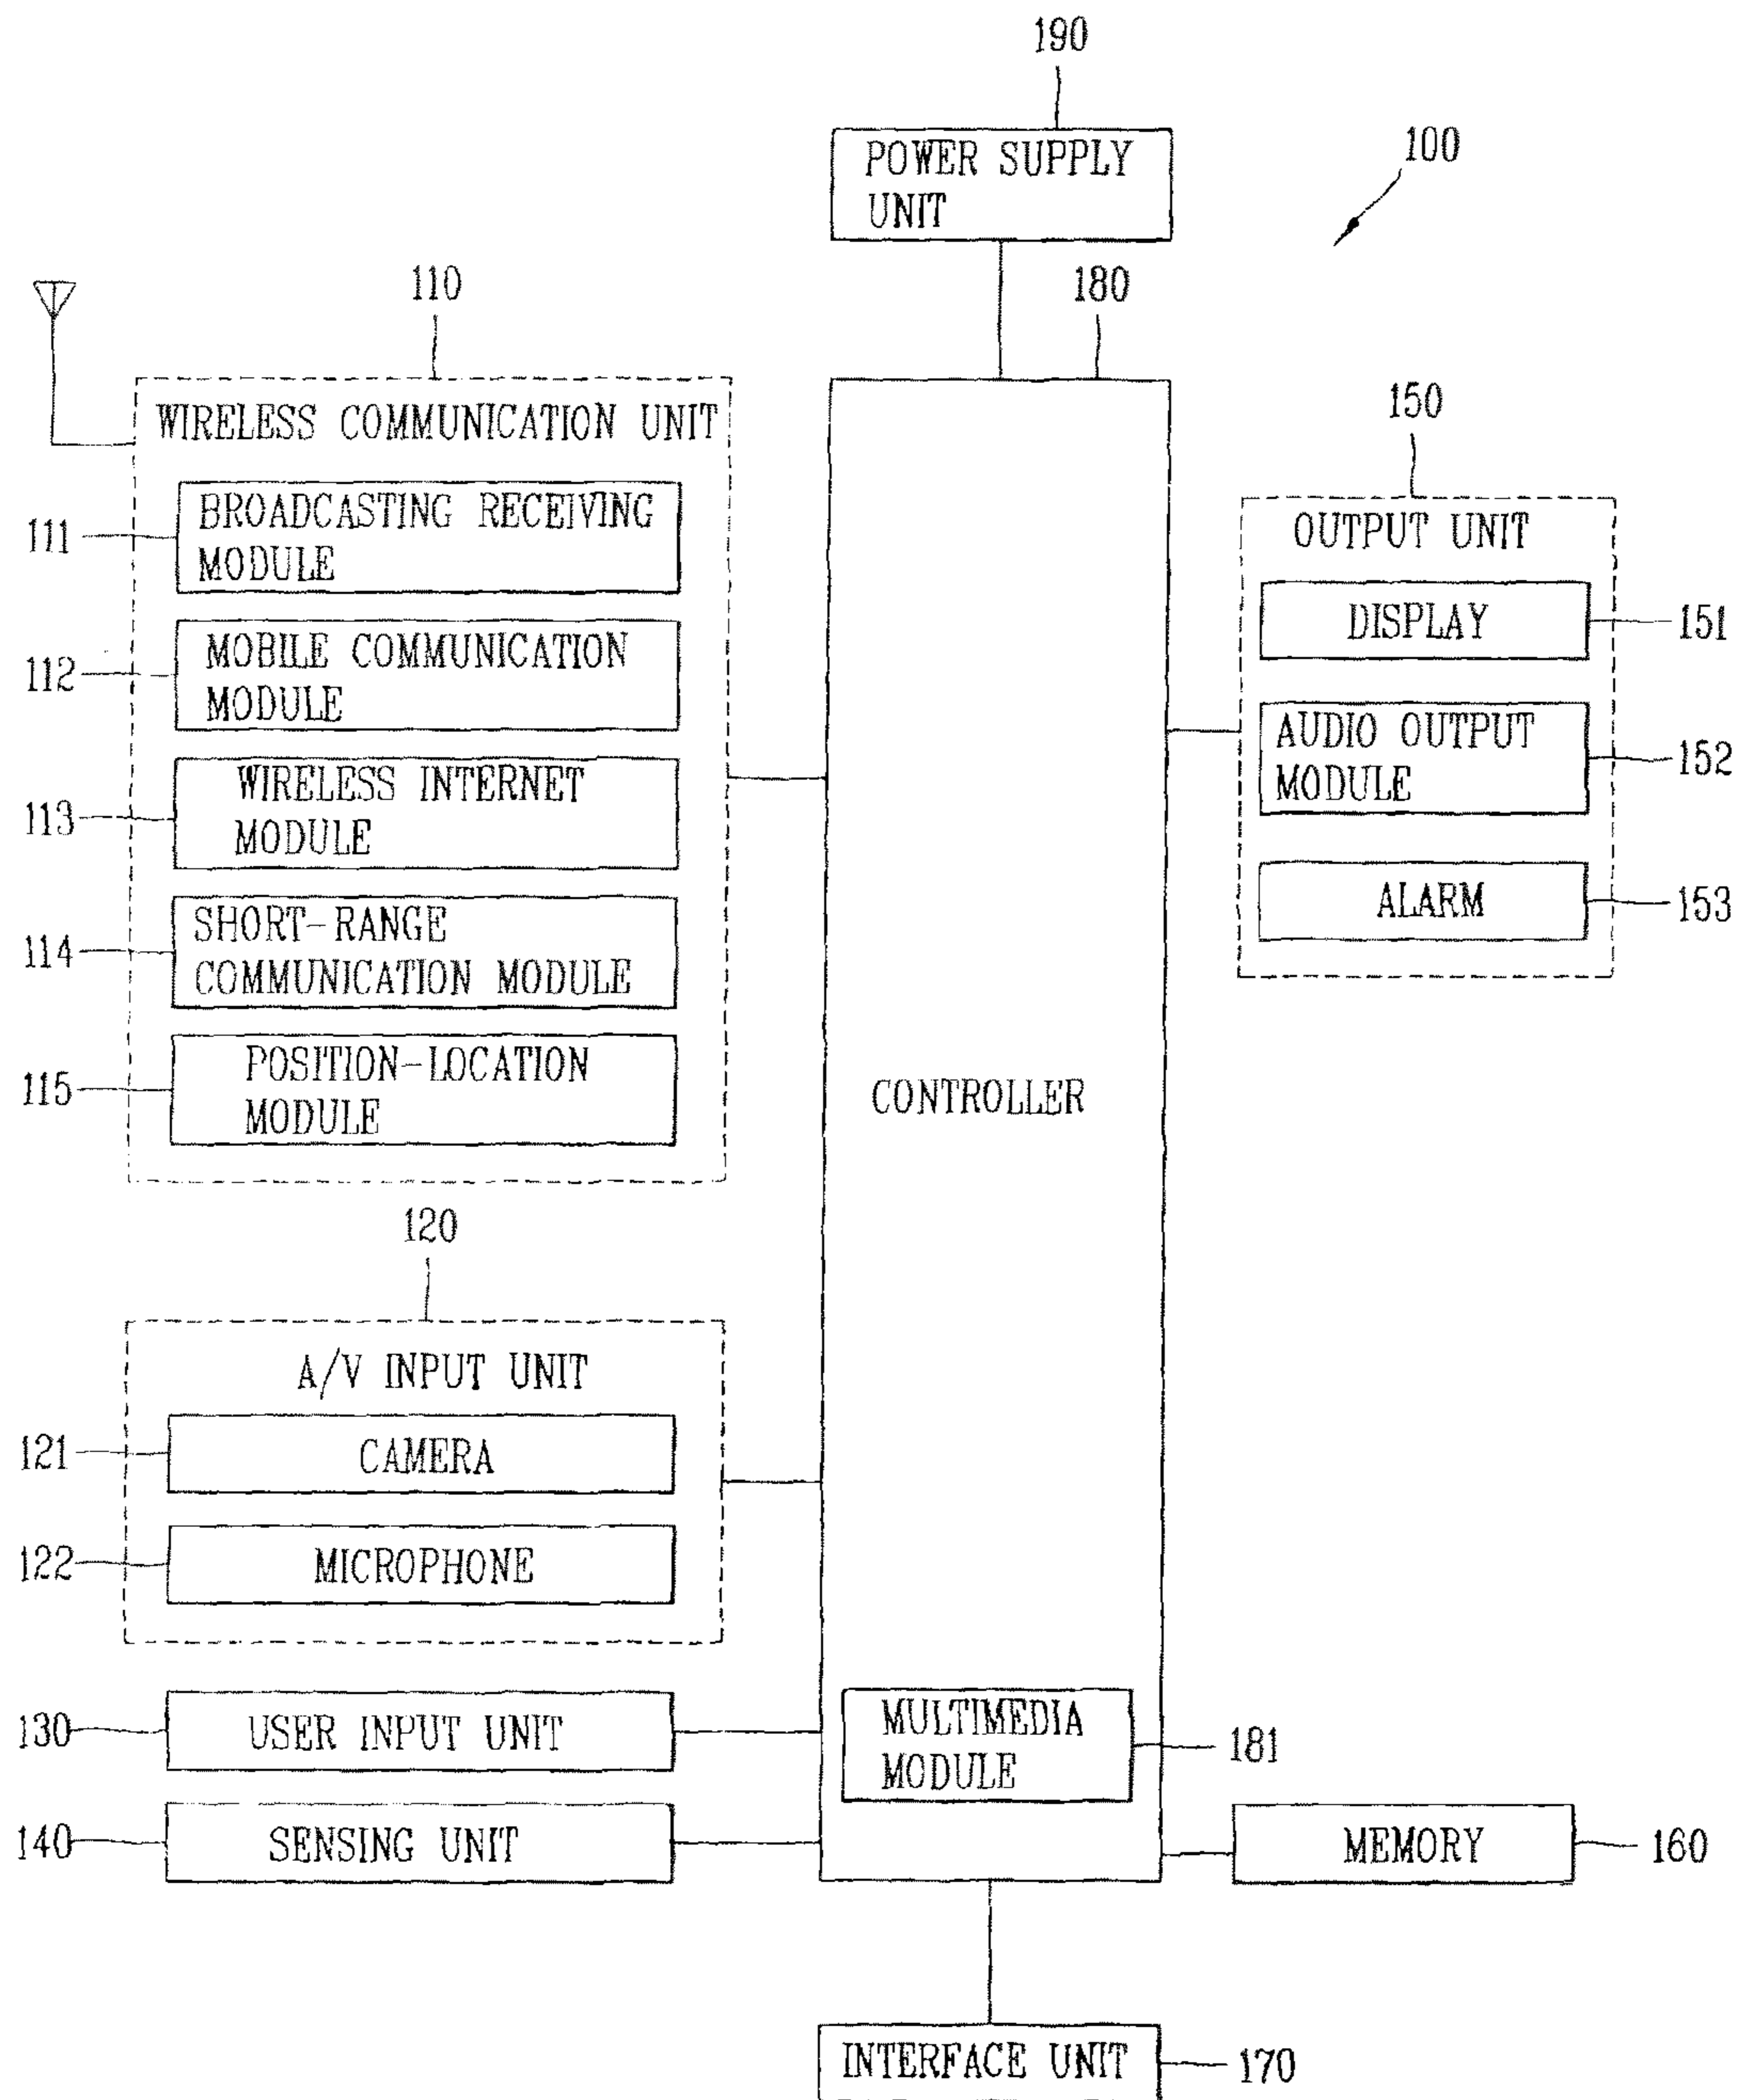 190
POWER SUPPLY
UNIT
100
110
180
WIRELESS COMMUNICATION UNIT
150
111
BROADCASTING RECEIVING
MODULE
OUTPUT UNIT
DISPLAY
151
112
MOBILE COMMUNICATION
MODULE
AUDIO OUTPUT
MODULE
152
113
WIRELESS INTERNET
MODULE
ALARM
153
114
SHORT-RANGE
COMMUNICATION MODULE
115
POSITION-LOCATION
MODULE
CONTROLLER
120
A/V INPUT UNIT
121
CAMERA
122
MICROPHONE
130
USER INPUT UNIT
MULTIMEDIA
MODULE
181
140
SENSING UNIT
MEMORY
160
INTERFACE UNIT
170